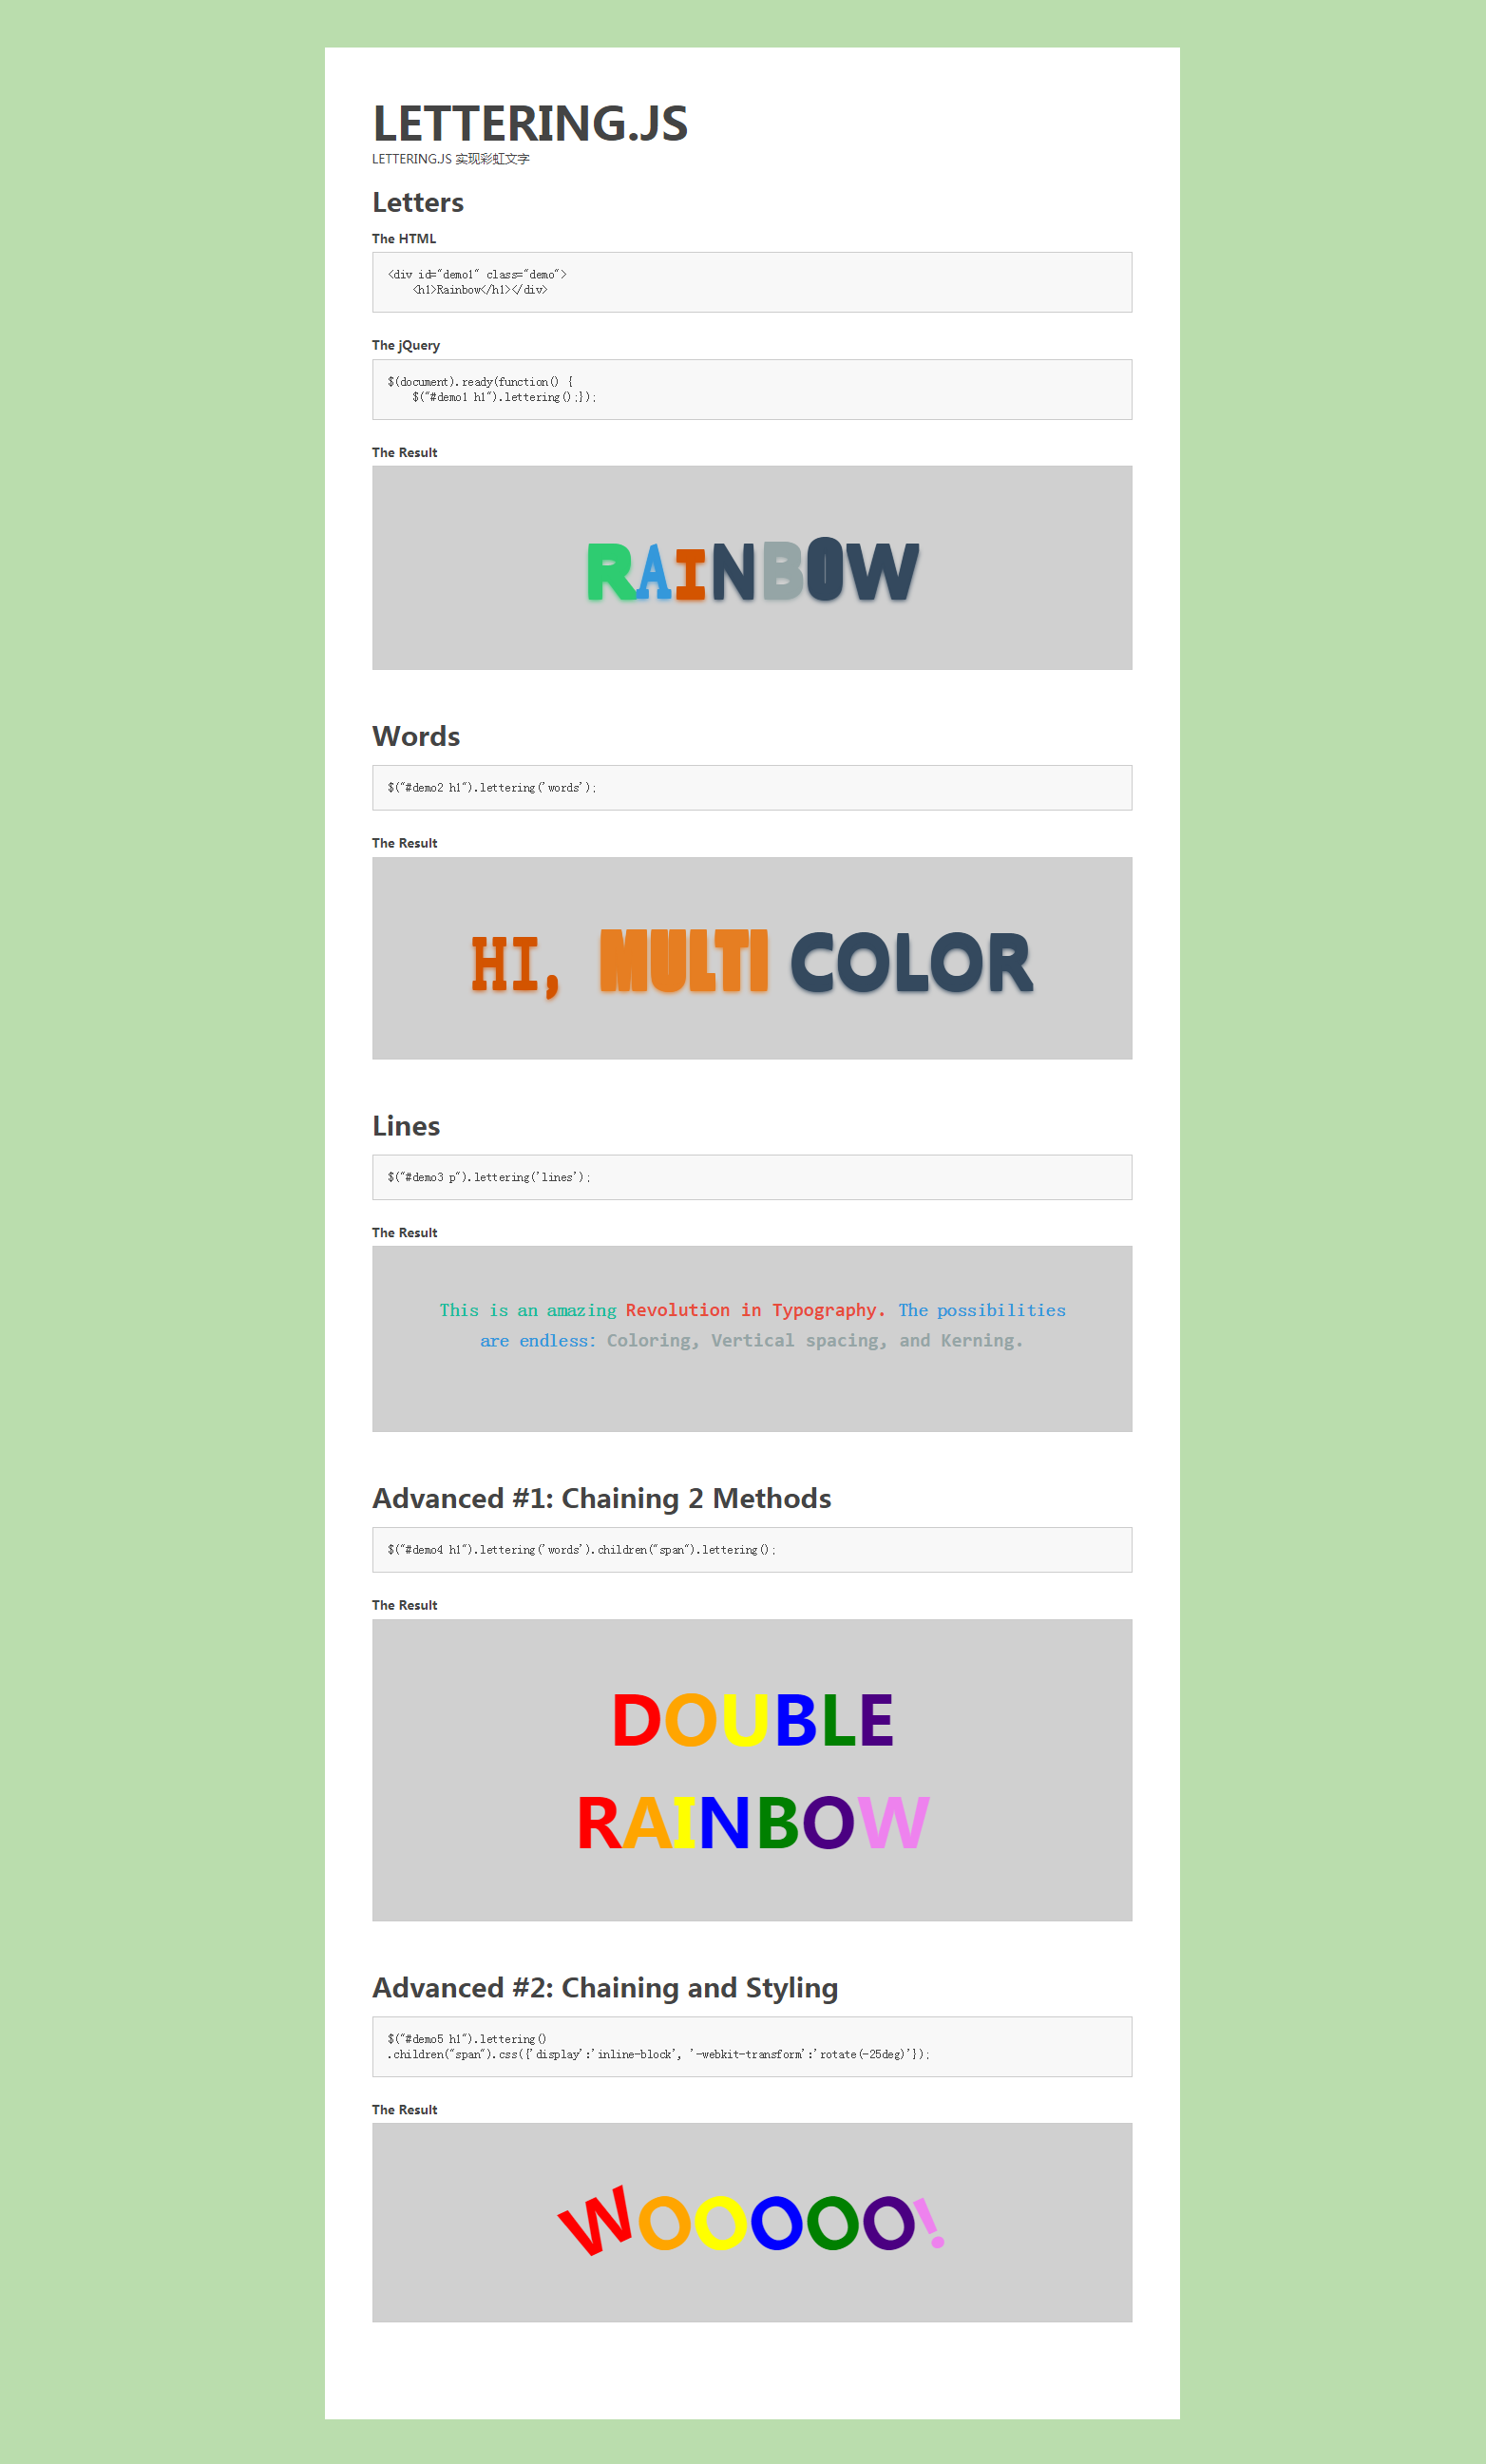 LETTERING.JS
LETTERING.JS 实现彩虹文字
Letters
The HTML
<div id="demo1" class="demo">
    <h1>Rainbow</h1></div>
The jQuery
$(document).ready(function() {
    $("#demo1 h1").lettering();});
The Result
RAINBOW
Words
$("#demo2 h1").lettering('words');
The Result
HI, MULTI COLOR
Lines
$("#demo3 p").lettering('lines');
The Result
This is an amazing Revolution in Typography. The possibilities
are endless: Coloring, Vertical spacing, and Kerning.
Advanced #1: Chaining 2 Methods
$("#demo4 h1").lettering('words').children("span").lettering();
The Result
DOUBLE
RAINBOW
Advanced #2: Chaining and Styling
$("#demo5 h1").lettering()
.children("span").css({'display':'inline-block', '-webkit-transform':'rotate(-25deg)'});
The Result
WOOOOO!